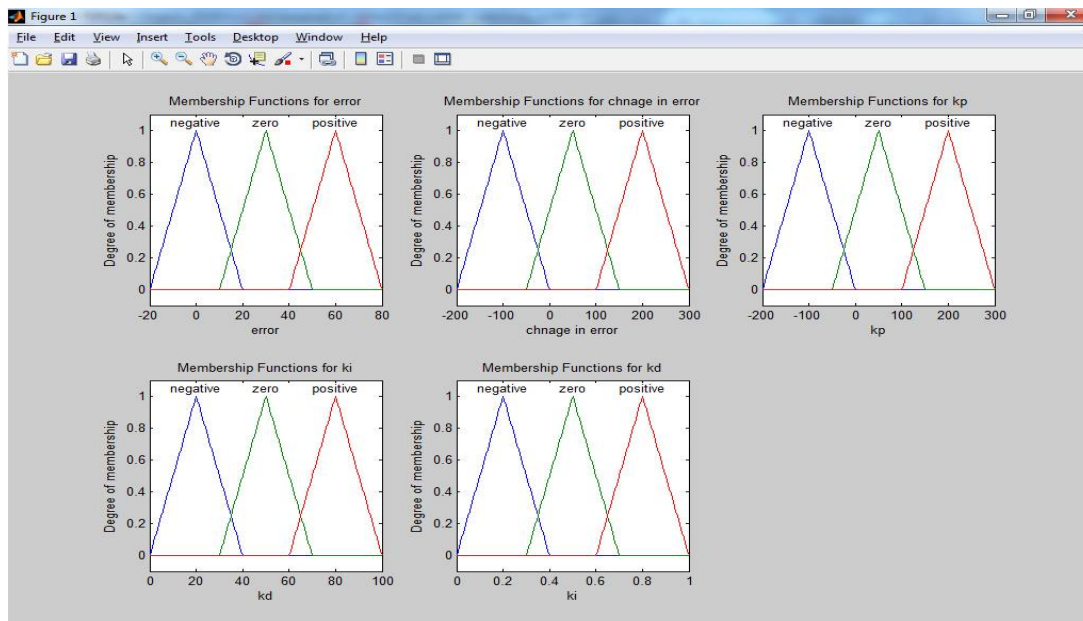 Figure 1
File Edit View Insert Tools Desktop Window Help
Membership Functions for error
negative zero positive
1
0.8
0.6
0.4
0.2
0
Degree of membership
-20 0 20 40 60 80
error
Membership Functions for chnage in error
negative zero positive
1
0.8
0.6
0.4
0.2
0
Degree of membership
-200 -100 0 100 200 300
chnage in error
Membership Functions for kp
negative zero positive
1
0.8
0.6
0.4
0.2
0
Degree of membership
-200 -100 0 100 200 300
kp
Membership Functions for ki
negative zero positive
1
0.8
0.6
0.4
0.2
0
Degree of membership
0 20 40 60 80 100
kd
Membership Functions for kd
negative zero positive
1
0.8
0.6
0.4
0.2
0
Degree of membership
0 0.2 0.4 0.6 0.8 1
ki